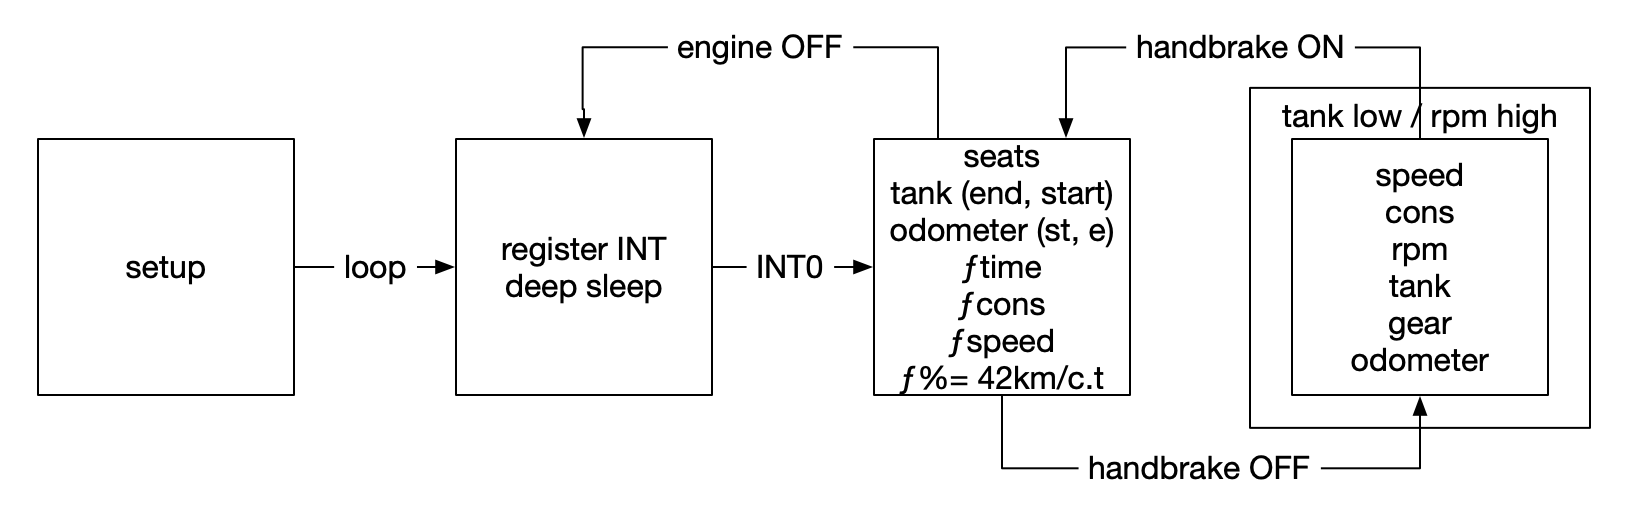 engine OFF
handbrake ON
tank low / rpm high
setup
loop
register INT
deep sleep
INT0
seats
tank (end, start)
odometer (st, e)
ƒtime
ƒcons
ƒspeed
ƒ%= 42km/c.t
speed
cons
rpm
tank
gear
odometer
handbrake OFF